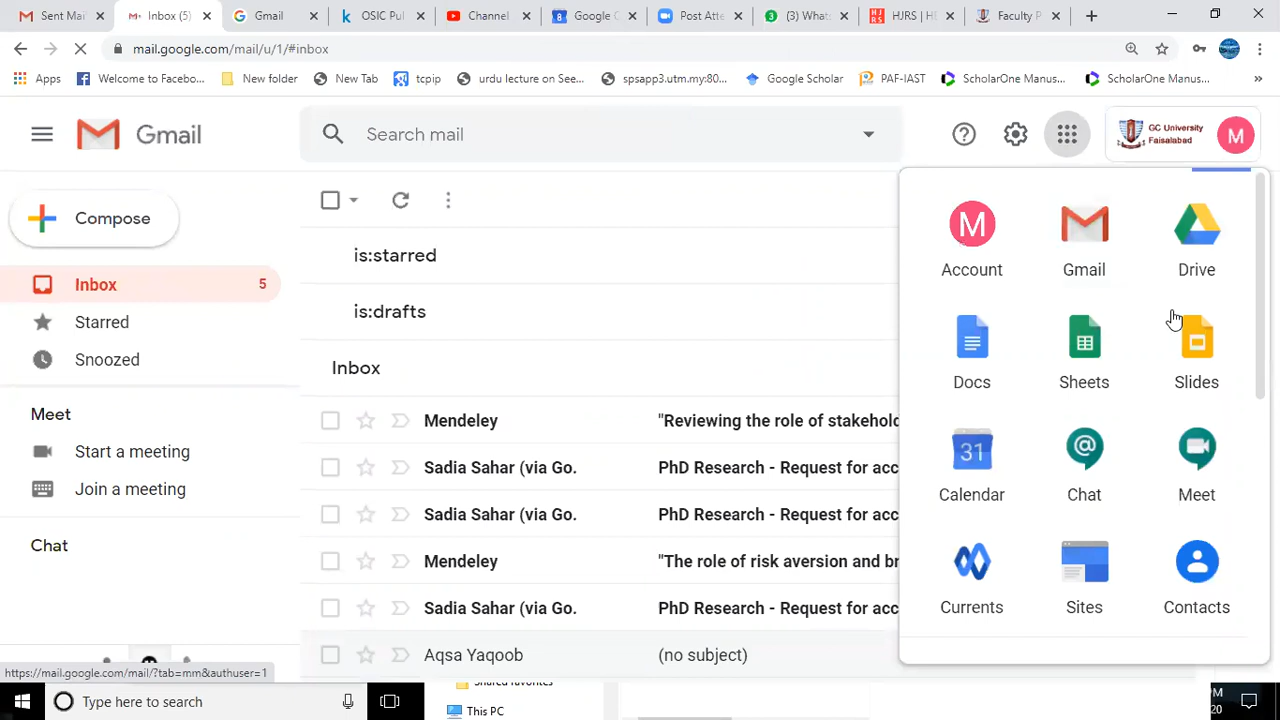 Sent Mai
Inbox (5)
Gmail
OSIC Pul
Channel
Google C
Post Atte
(3) What
HJRS | H
Faculty P
mail.google.com/mail/u/1/#inbox
Apps
Welcome to Facebo...
New folder
New Tab
tcpip
urdu lecture on See...
spsapp3.utm.my:80...
Google Scholar
PAF-IAST
ScholarOne Manus...
ScholarOne Manus...
Gmail
Search mail
GC University
Faisalabad
M
Compose
Inbox 5
Starred
Snoozed
Meet
Start a meeting
Join a meeting
Chat
is:starred
is:drafts
Inbox
Mendeley "Reviewing the role of stakehold
Sadia Sahar (via Go. PhD Research - Request for acc
Sadia Sahar (via Go. PhD Research - Request for acc
Mendeley "The role of risk aversion and br
Sadia Sahar (via Go. PhD Research - Request for acc
Aqsa Yaqoob (no subject)
M
Account
Gmail
Drive
Docs
Sheets
Slides
31
Calendar
Chat
Meet
Currents
Sites
Contacts
https://mail.google.com/mail/?tab=mm&authuser=1
Type here to search
This PC
PM
20